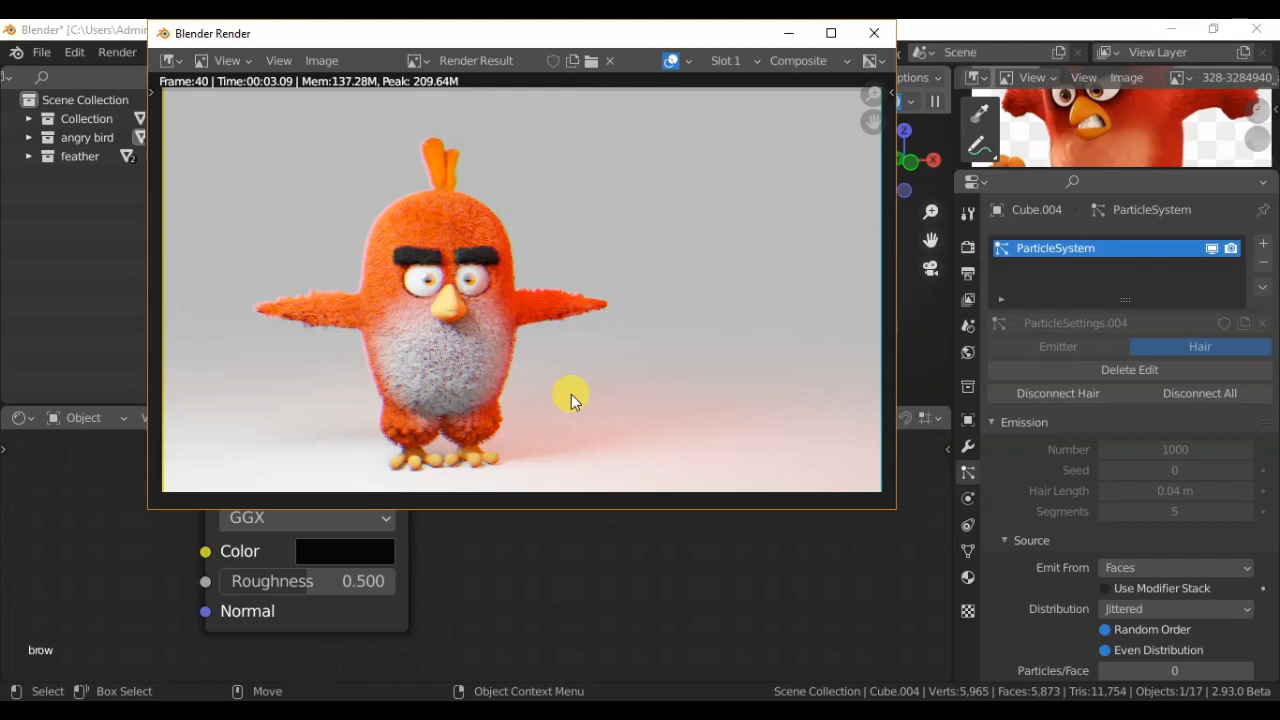 Blender* [C:\Users\Admin
Blender Render
File Edit Render
Scene
View Layer
View View Image
Render Result
Slot 1
Composite
ptions
View View Image
328-3284940_
Frame:40 | Time:00:03.09 | Mem:137.28M, Peak: 209.64M
Scene Collection
Collection
angry bird
feather
2
Z
X
Cube.004
ParticleSystem
ParticleSystem
ParticleSettings.004
Emitter
Hair
Delete Edit
Disconnect Hair
Disconnect All
Object
V
Emission
Number
1000
Seed
0
Hair Length
0.04 m
Segments
5
Source
Emit From
Faces
Use Modifier Stack
Distribution
Jittered
Random Order
Even Distribution
Particles/Face
0
GGX
Color
Roughness
0.500
Normal
brow
Select
Box Select
Move
Object Context Menu
Scene Collection | Cube.004 | Verts:5,965 | Faces:5,873 | Tris:11,754 | Objects:1/17 | 2.93.0 Beta